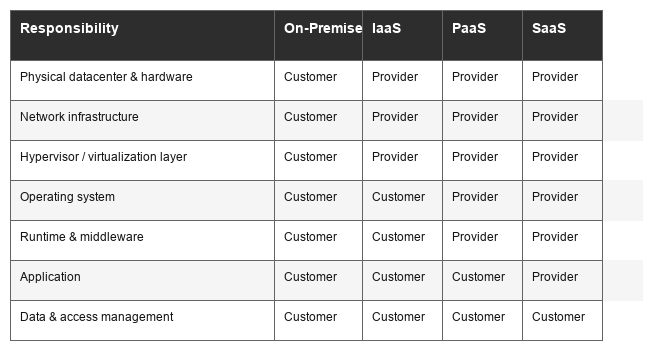 Responsibility On-Premise IaaS PaaS SaaS
Physical datacenter & hardware Customer Provider Provider Provider
Network infrastructure Customer Provider Provider Provider
Hypervisor / virtualization layer Customer Provider Provider Provider
Operating system Customer Customer Provider Provider
Runtime & middleware Customer Customer Provider Provider
Application Customer Customer Customer Provider
Data & access management Customer Customer Customer Customer